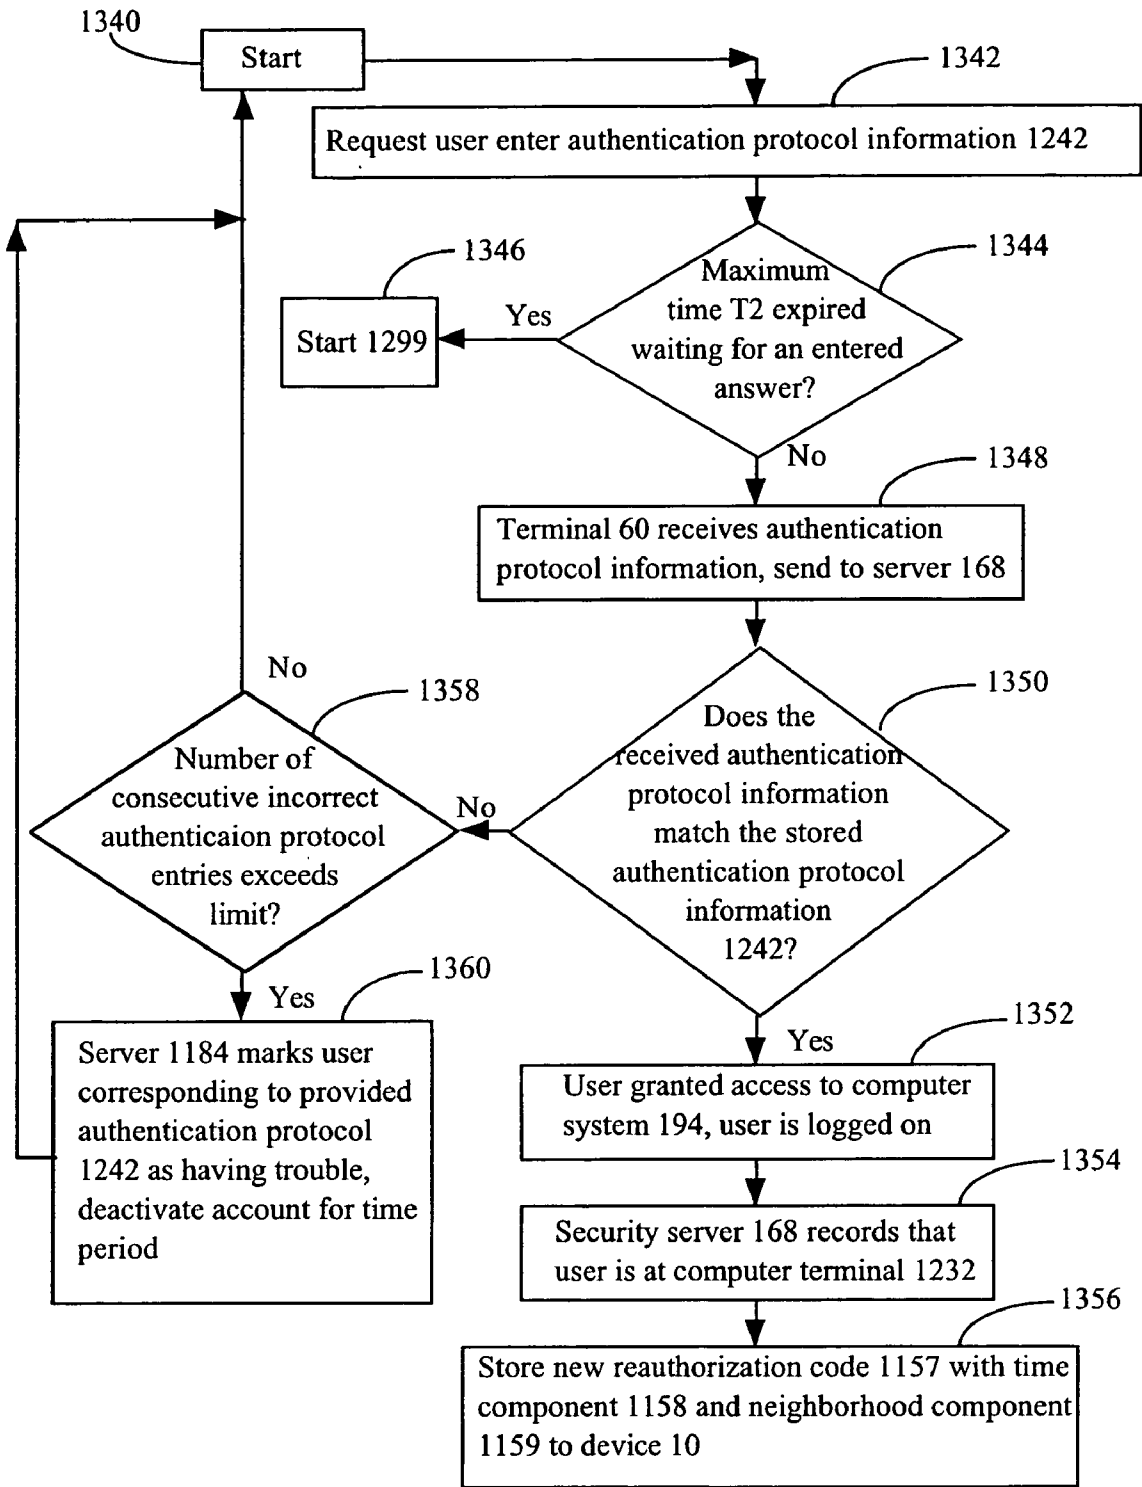 1340
Start
1342
Request user enter authentication protocol information 1242
1344
Maximum
time T2 expired
waiting for an entered
answer?
1346
Yes
Start 1299
No
1348
Terminal 60 receives authentication
protocol information, send to server 168
1350
Does the
received authentication
protocol information
match the stored
authentication protocol
information
1242?
No
1358
No
Number of
consecutive incorrect
authenticaion protocol
entries exceeds
limit?
1360
Yes
Server 1184 marks user
corresponding to provided
authentication protocol
1242 as having trouble,
deactivate account for time
period
Yes
1352
User granted access to computer
system 194, user is logged on
1354
Security server 168 records that
user is at computer terminal 1232
1356
Store new reauthorization code 1157 with time
component 1158 and neighborhood component
1159 to device 10